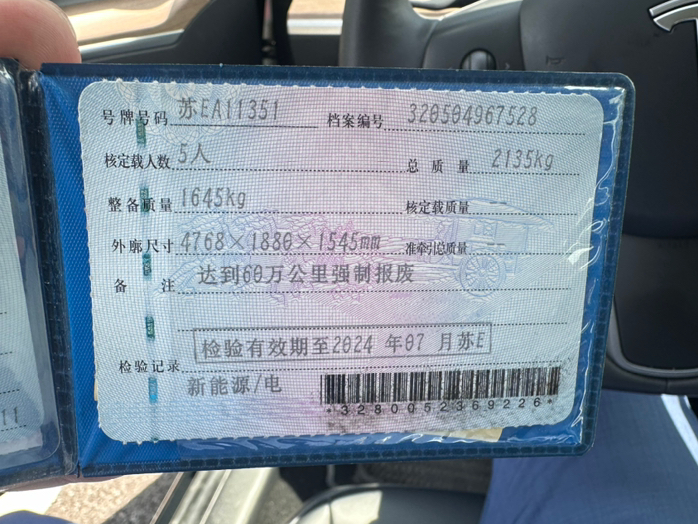 号牌号码 苏EA11351 档案编号 320504967528
核定载人数 5人 总质量 2135kg
整备质量 1645kg 核定载质量
外廓尺寸 4768×1880×1545mm 准牵引总质量 --
备注 达到60万公里强制报废
检验有效期至2024 年07 月苏E
检验记录
新能源/电
*3280052369226*
11